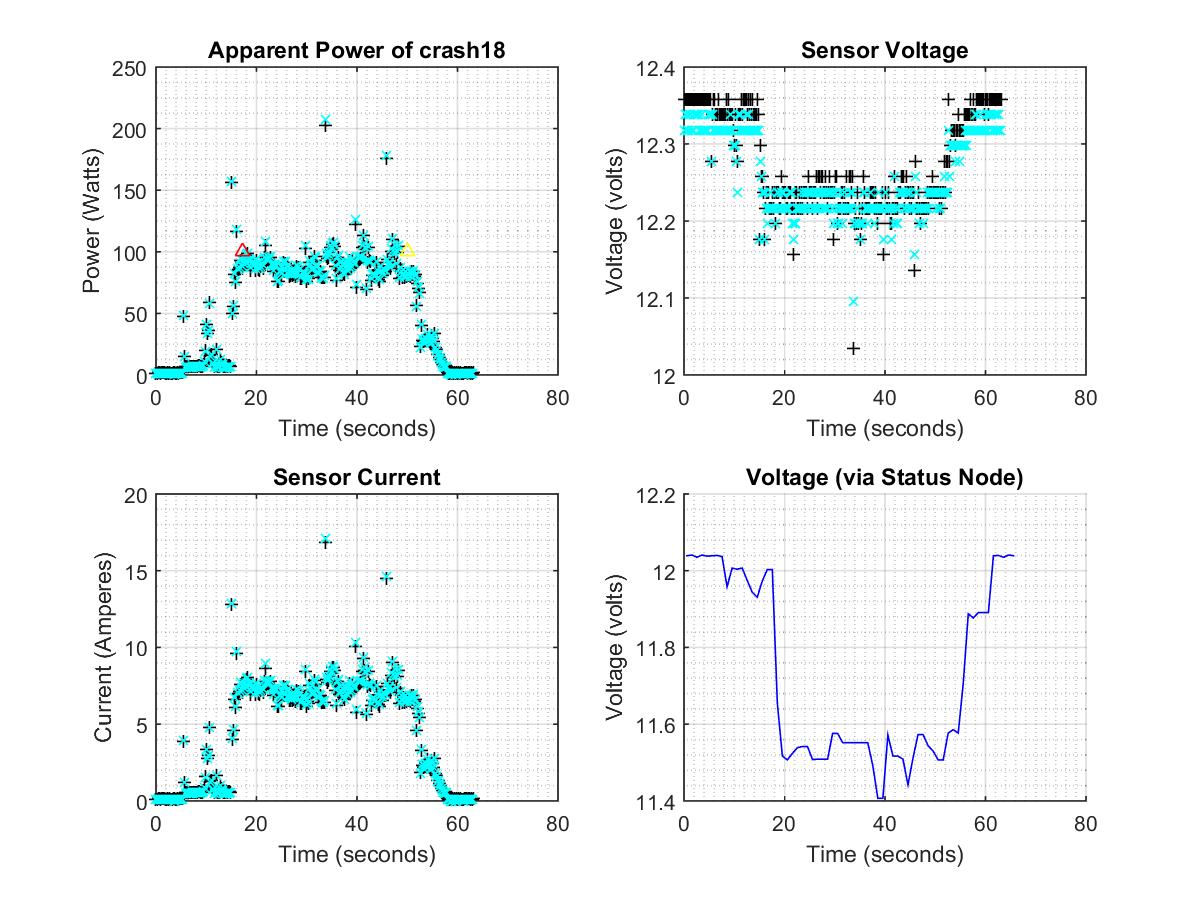 Apparent Power of crash18
250
200
150
100
50
0
Power (Watts)
0 20 40 60 80
Time (seconds)
Sensor Voltage
12.4
12.3
12.2
12.1
12
Voltage (volts)
0 20 40 60 80
Time (seconds)
Sensor Current
20
15
10
5
0
Current (Amperes)
0 20 40 60 80
Time (seconds)
Voltage (via Status Node)
12.2
12
11.8
11.6
11.4
Voltage (volts)
0 20 40 60 80
Time (seconds)